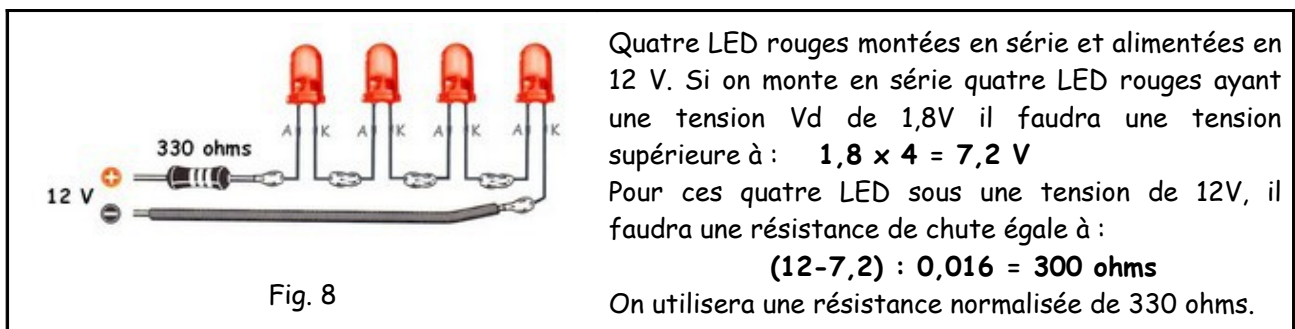 A K A K A K A K
330 ohms
12 V
+
-
Fig. 8
Quatre LED rouges montées en série et alimentées en
12 V. Si on monte en série quatre LED rouges ayant
une tension Vd de 1,8V il faudra une tension
supérieure à : 1,8 x 4 = 7,2 V
Pour ces quatre LED sous une tension de 12V, il
faudra une résistance de chute égale à :
(12-7,2) : 0,016 = 300 ohms
On utilisera une résistance normalisée de 330 ohms.